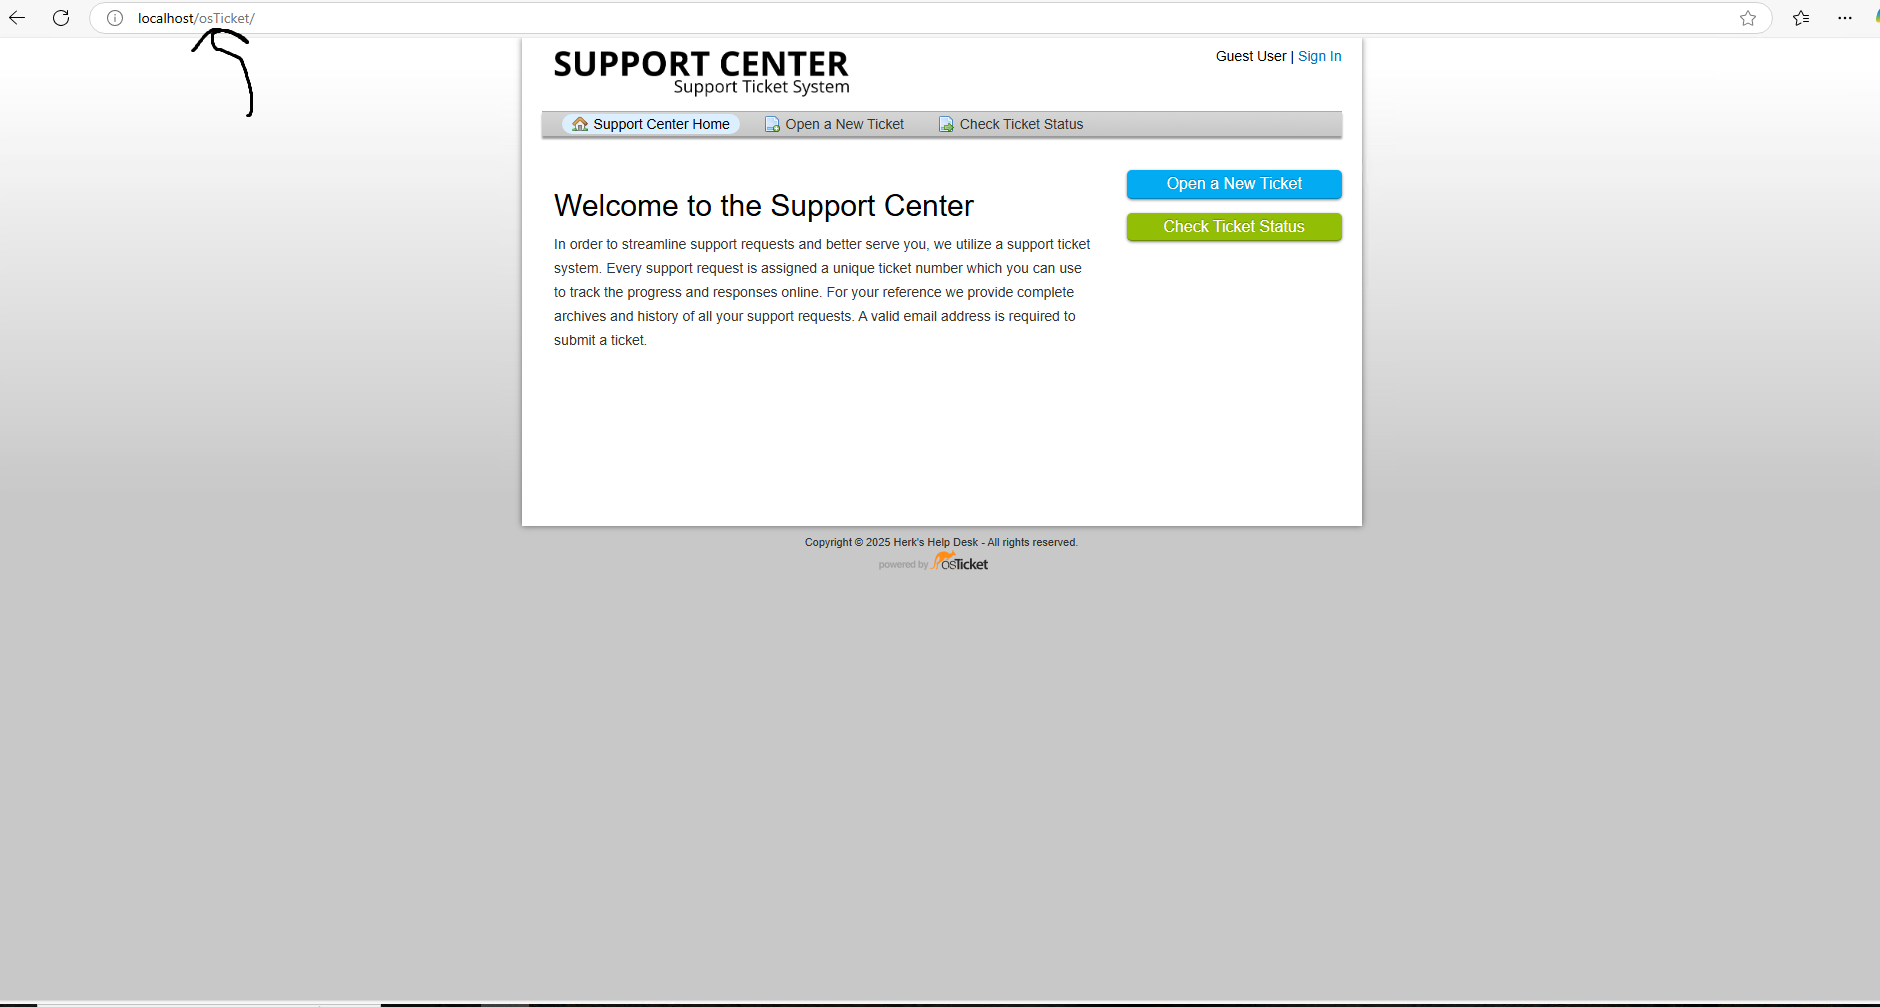 localhost/osTicket/
SUPPORT CENTER
Support Ticket System
Guest User | Sign In
Support Center Home
Open a New Ticket
Check Ticket Status
Open a New Ticket
Check Ticket Status
Welcome to the Support Center
In order to streamline support requests and better serve you, we utilize a support ticket
system. Every support request is assigned a unique ticket number which you can use
to track the progress and responses online. For your reference we provide complete
archives and history of all your support requests. A valid email address is required to
submit a ticket.
Copyright © 2025 Herk's Help Desk - All rights reserved.
powered by osTicket